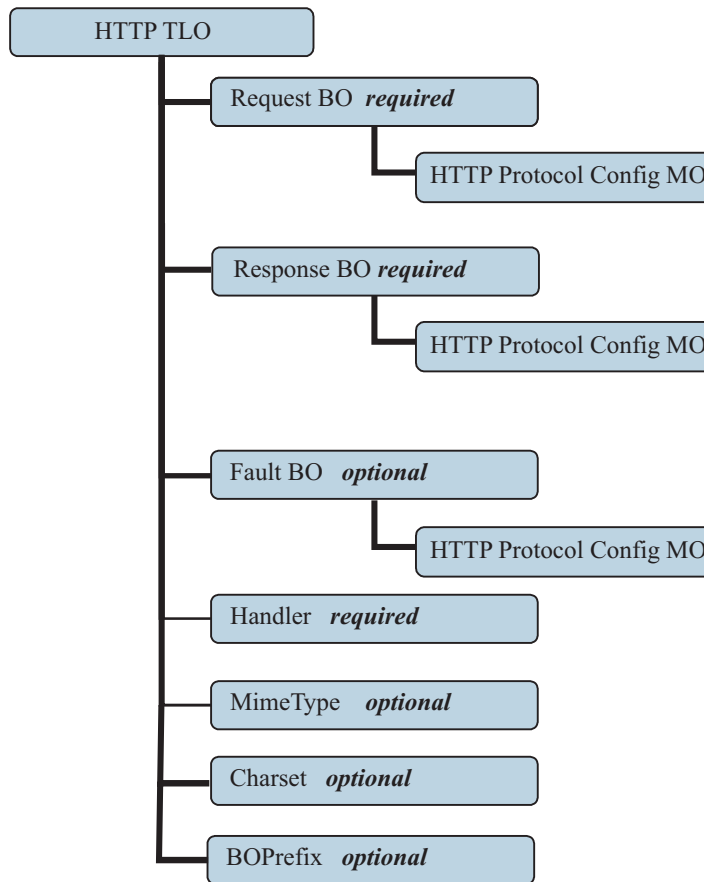 HTTP TLO
Request BO required
HTTP Protocol Config MO
Response BO required
HTTP Protocol Config MO
Fault BO optional
HTTP Protocol Config MO
Handler required
MimeType optional
Charset optional
BOPrefix optional